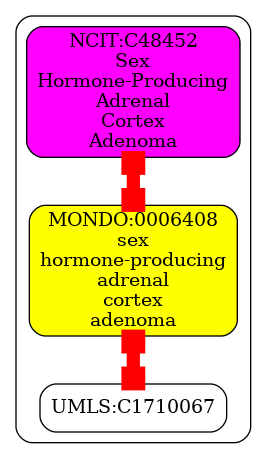 NCIT:C48452
Sex
Hormone-Producing
Adrenal
Cortex
Adenoma
MONDO:0006408
sex
hormone-producing
adrenal
cortex
adenoma
UMLS:C1710067